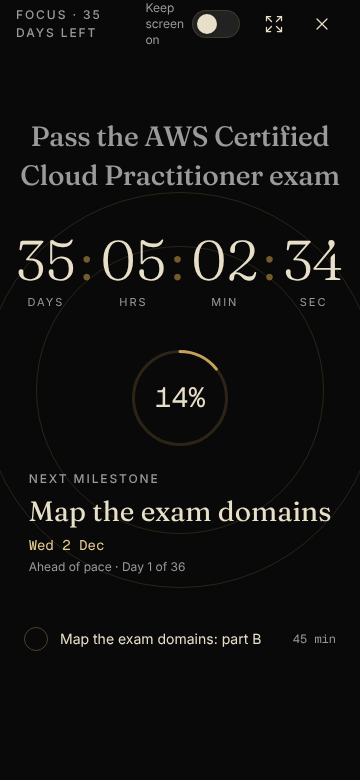 FOCUS · 35
DAYS LEFT
Keep
screen
on
Pass the AWS Certified
Cloud Practitioner exam
35:05:02:34
DAYS HRS MIN SEC
14%
NEXT MILESTONE
Map the exam domains
Wed 2 Dec
Ahead of pace · Day 1 of 36
Map the exam domains: part B 45 min